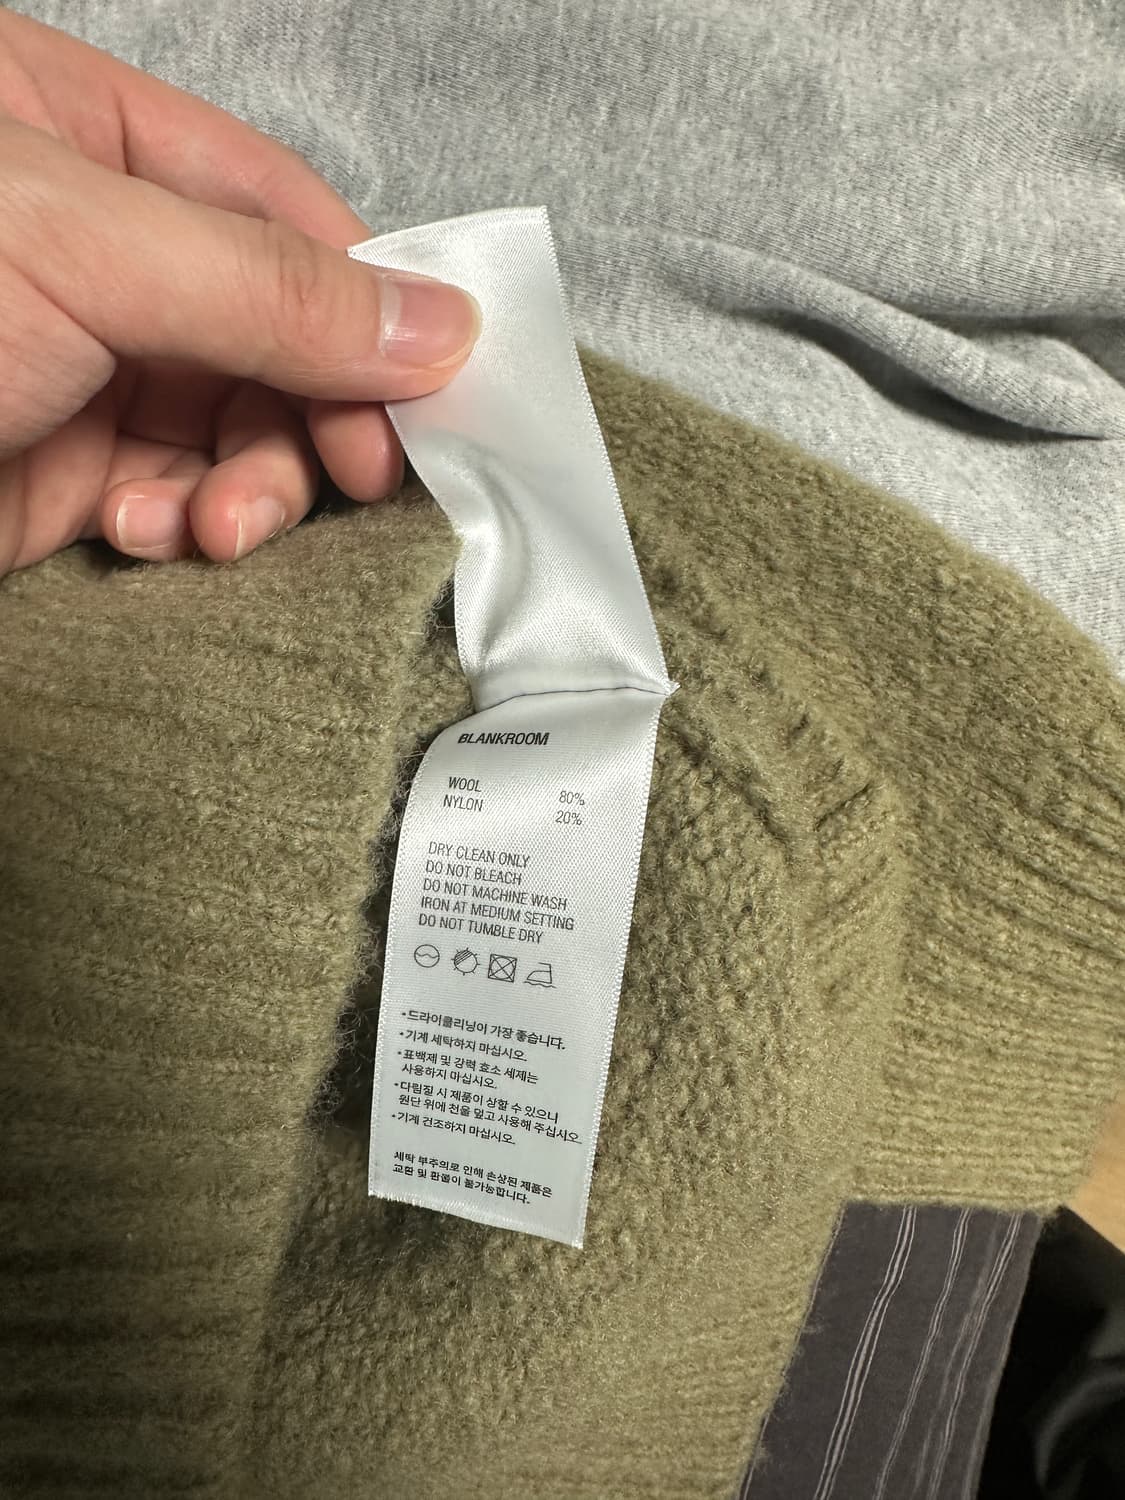 BLANKROOM
WOOL 80%
NYLON 20%
DRY CLEAN ONLY
DO NOT BLEACH
DO NOT MACHINE WASH
IRON AT MEDIUM SETTING
DO NOT TUMBLE DRY
•드라이클리닝이 가장 좋습니다.
•기계 세탁하지 마십시오.
•표백제 및 강력 효소 세제는
사용하지 마십시오.
•다림질 시 제품이 상할 수 있으니
원단 위에 천을 덮고 사용해 주십시오.
•기계 건조하지 마십시오.
세탁 부주의로 인해 손상된 제품은
교환 및 반품이 불가능합니다.